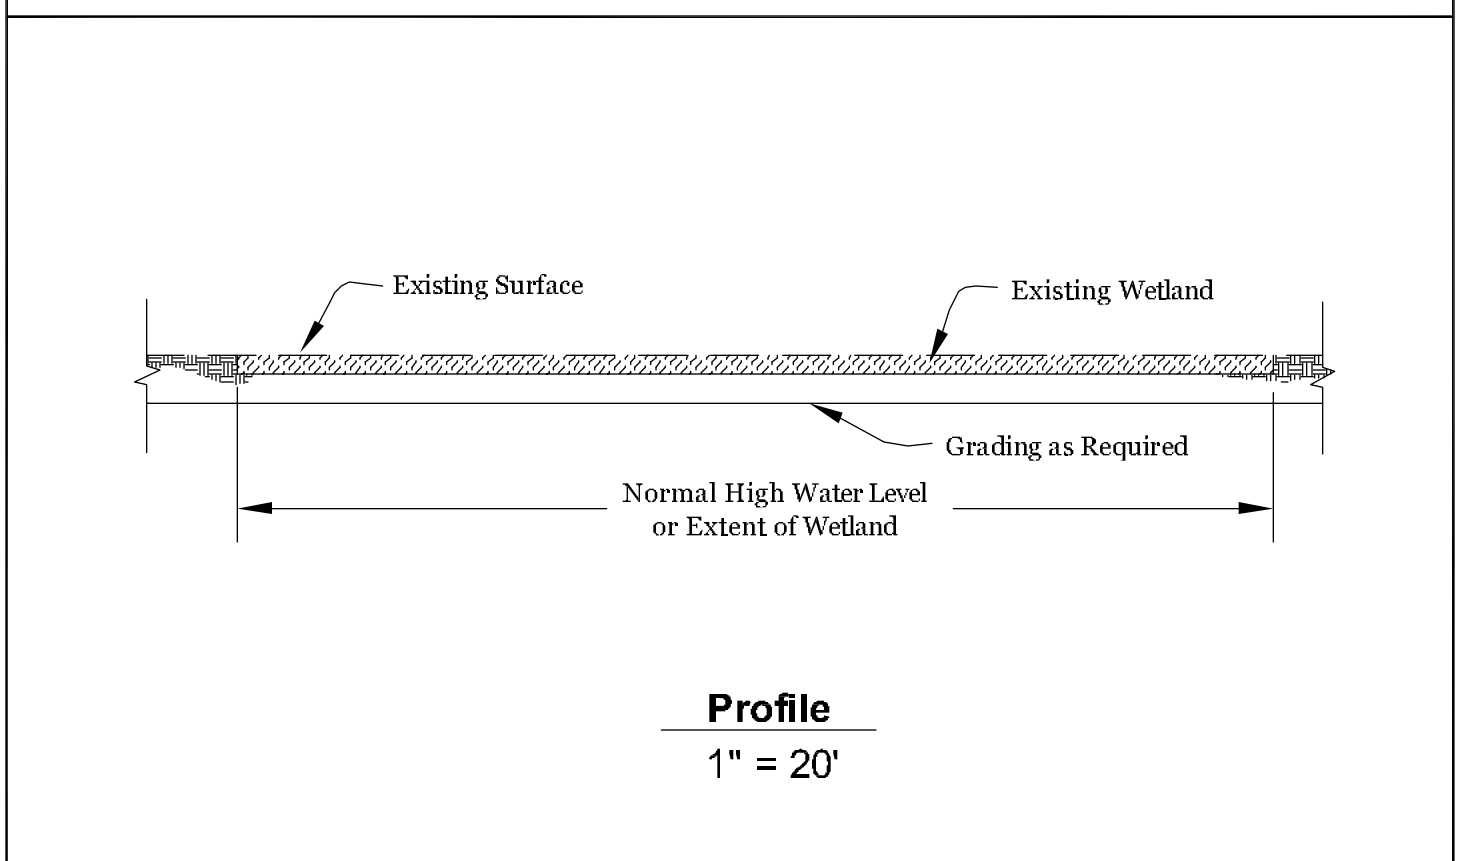 Existing Surface
Existing Wetland
Grading as Required
Normal High Water Level
or Extent of Wetland
Profile
1" = 20'